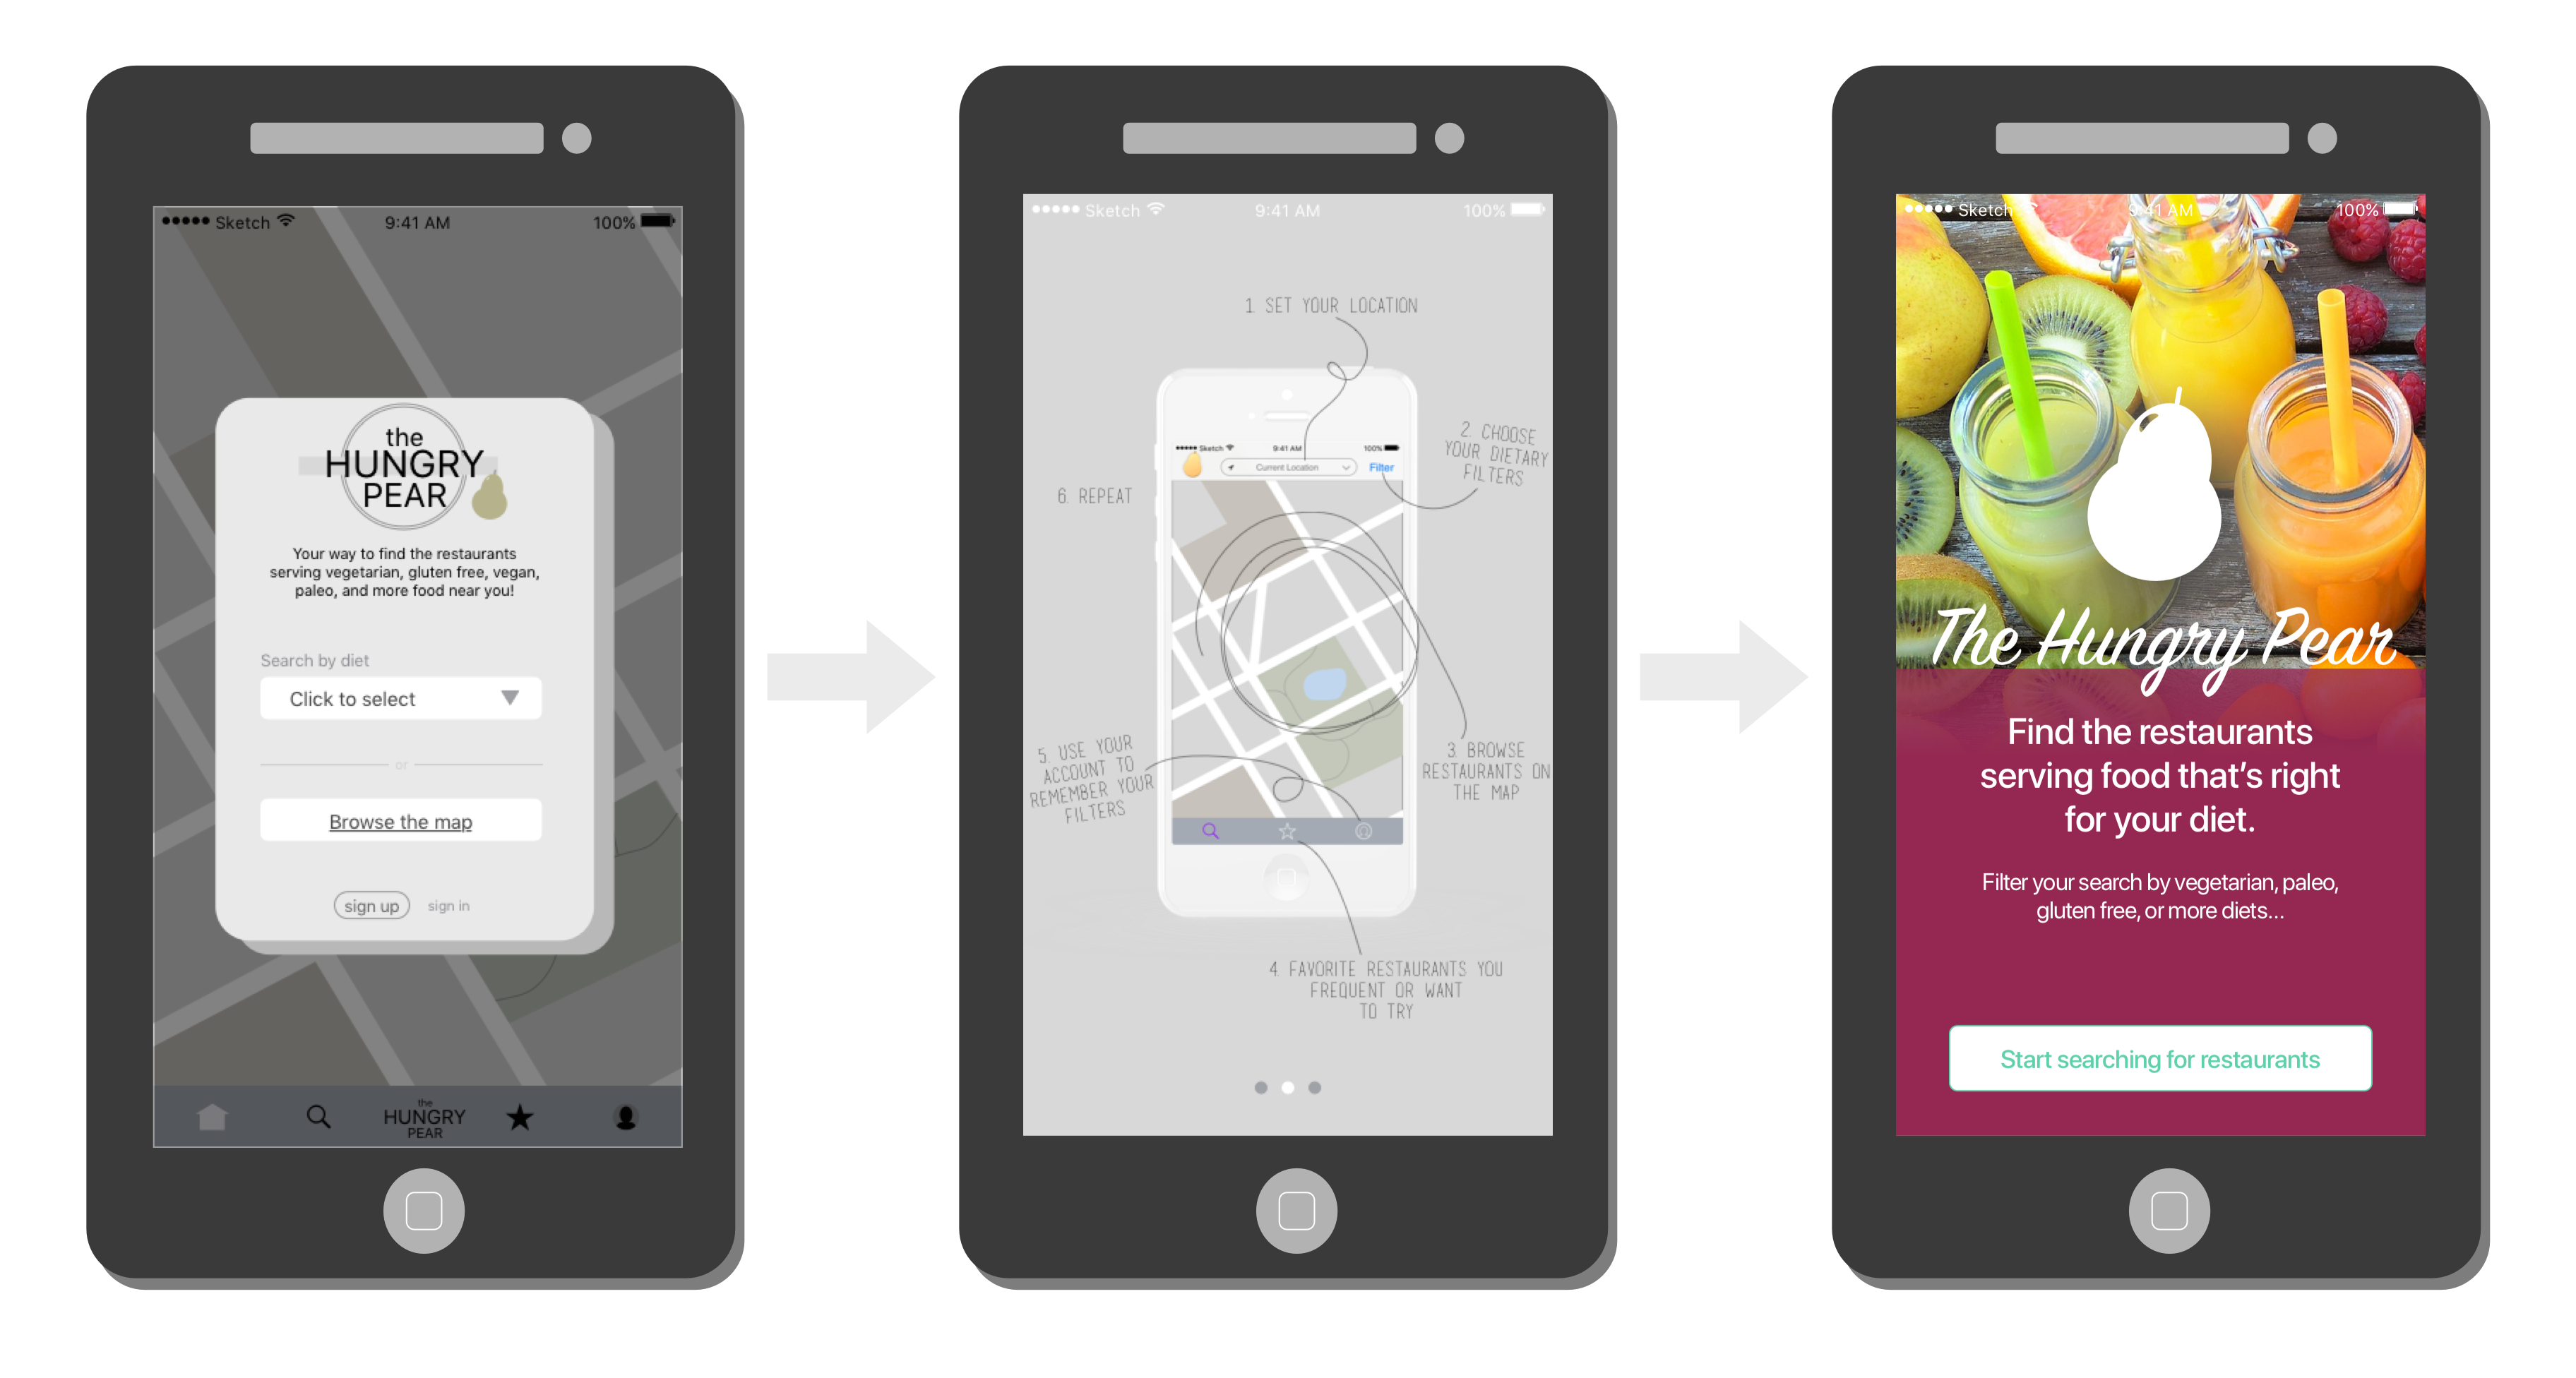 Sketch 9:41 AM 100%
the
HUNGRY
PEAR
Your way to find the restaurants
serving vegetarian, gluten free, vegan,
paleo, and more food near you!
Search by diet
Click to select
or
Browse the map
sign up sign in
the
HUNGRY
PEAR
Sketch 9:41 AM 100%
1. SET YOUR LOCATION
2. CHOOSE
YOUR DIETARY
FILTERS
Sketch 9:41 AM 100%
Current Location Filter
6. REPEAT
3. BROWSE
RESTAURANTS ON
THE MAP
5. USE YOUR
ACCOUNT TO
REMEMBER YOUR
FILTERS
4. FAVORITE RESTAURANTS YOU
FREQUENT OR WANT
TO TRY
Sketch 9:41 AM 100%
The Hungry Pear
Find the restaurants
serving food that's right
for your diet.
Filter your search by vegetarian, paleo,
gluten free, or more diets...
Start searching for restaurants